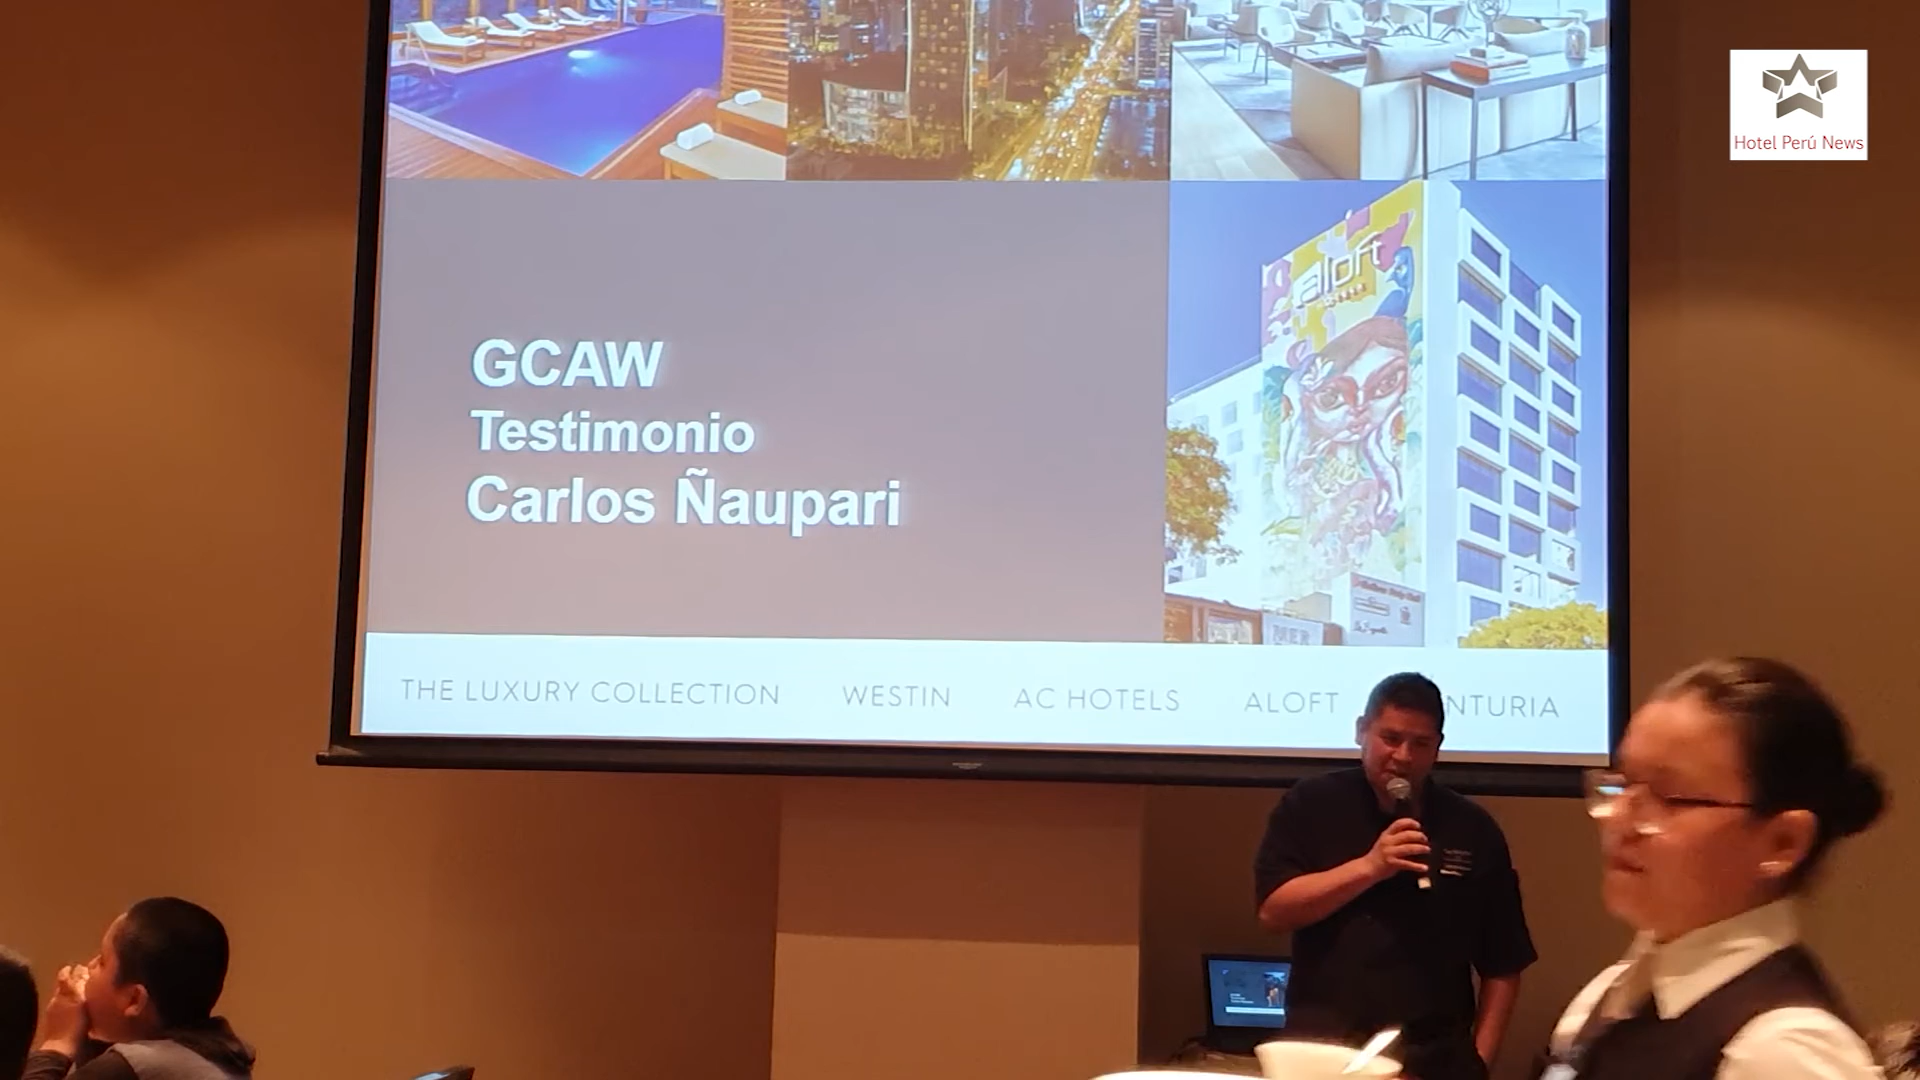 Hotel Perú News
aloft
GCAW
Testimonio
Carlos Ñaupari
THE LUXURY COLLECTION WESTIN AC HOTELS ALOFT NTURIA